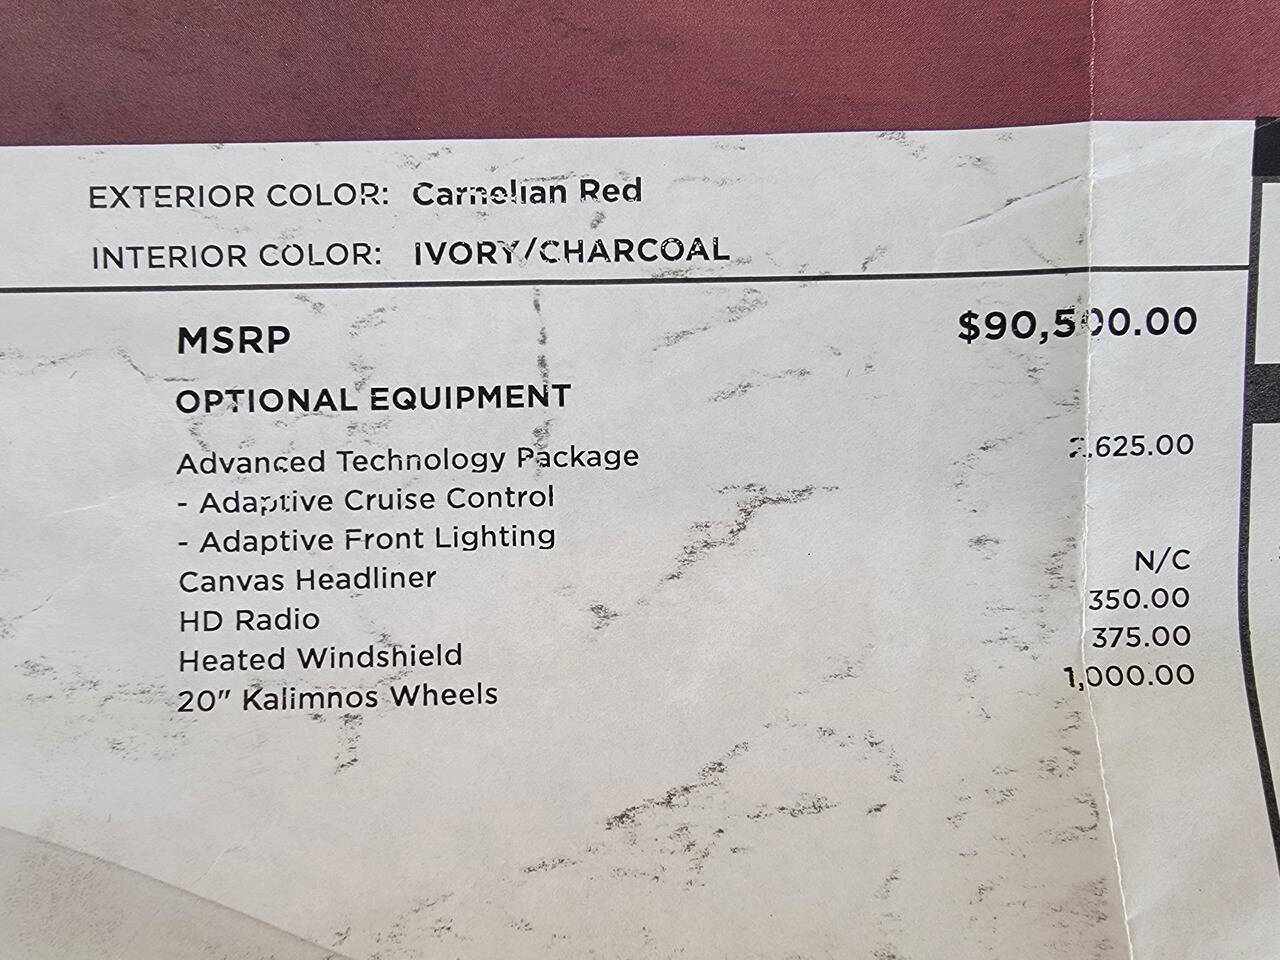 EXTERIOR COLOR: Carnelian Red
INTERIOR COLOR: IVORY/CHARCOAL
MSRP $90,500.00
OPTIONAL EQUIPMENT
Advanced Technology Package 2,625.00
- Adaptive Cruise Control
- Adaptive Front Lighting
Canvas Headliner N/C
HD Radio 350.00
Heated Windshield 375.00
20" Kalimnos Wheels 1,000.00